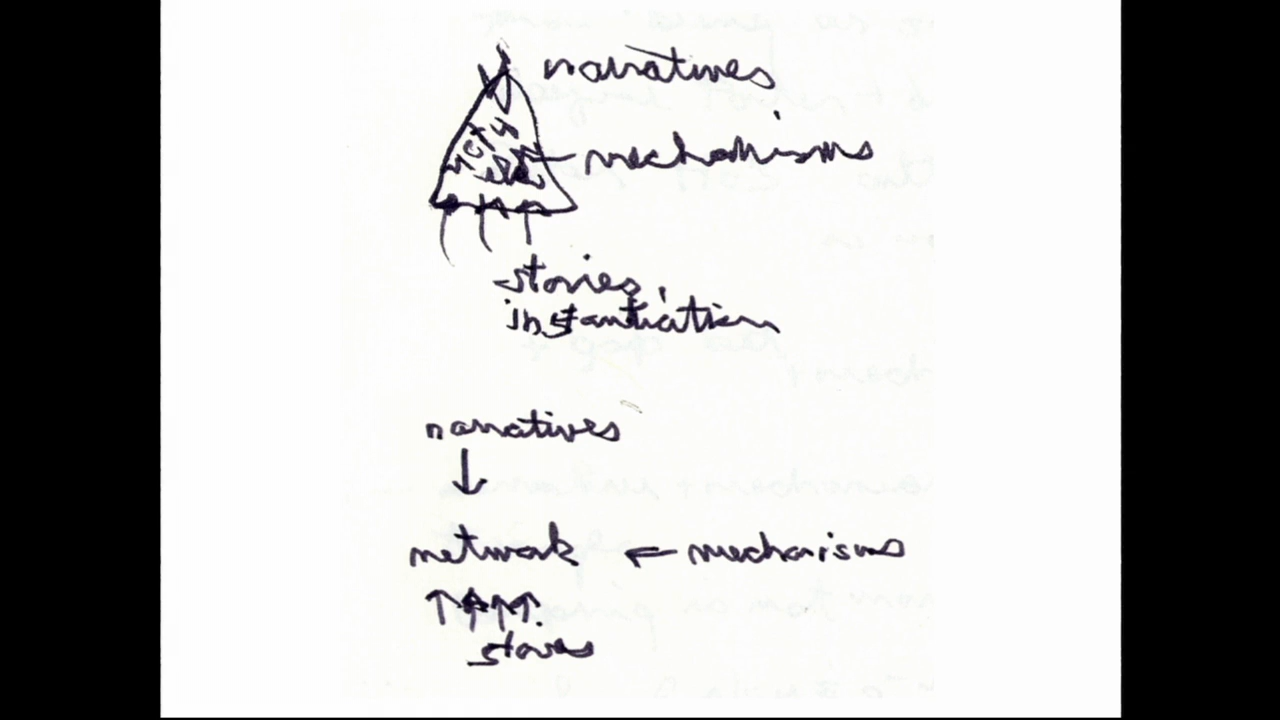 narratives
mechanisms
stories,
instantiation
narratives
network ← mechanisms
stories